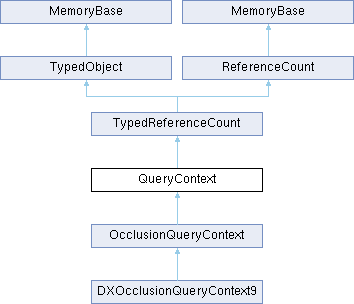 MemoryBase
MemoryBase
TypedObject
ReferenceCount
TypedReferenceCount
QueryContext
OcclusionQueryContext
DXOcclusionQueryContext9